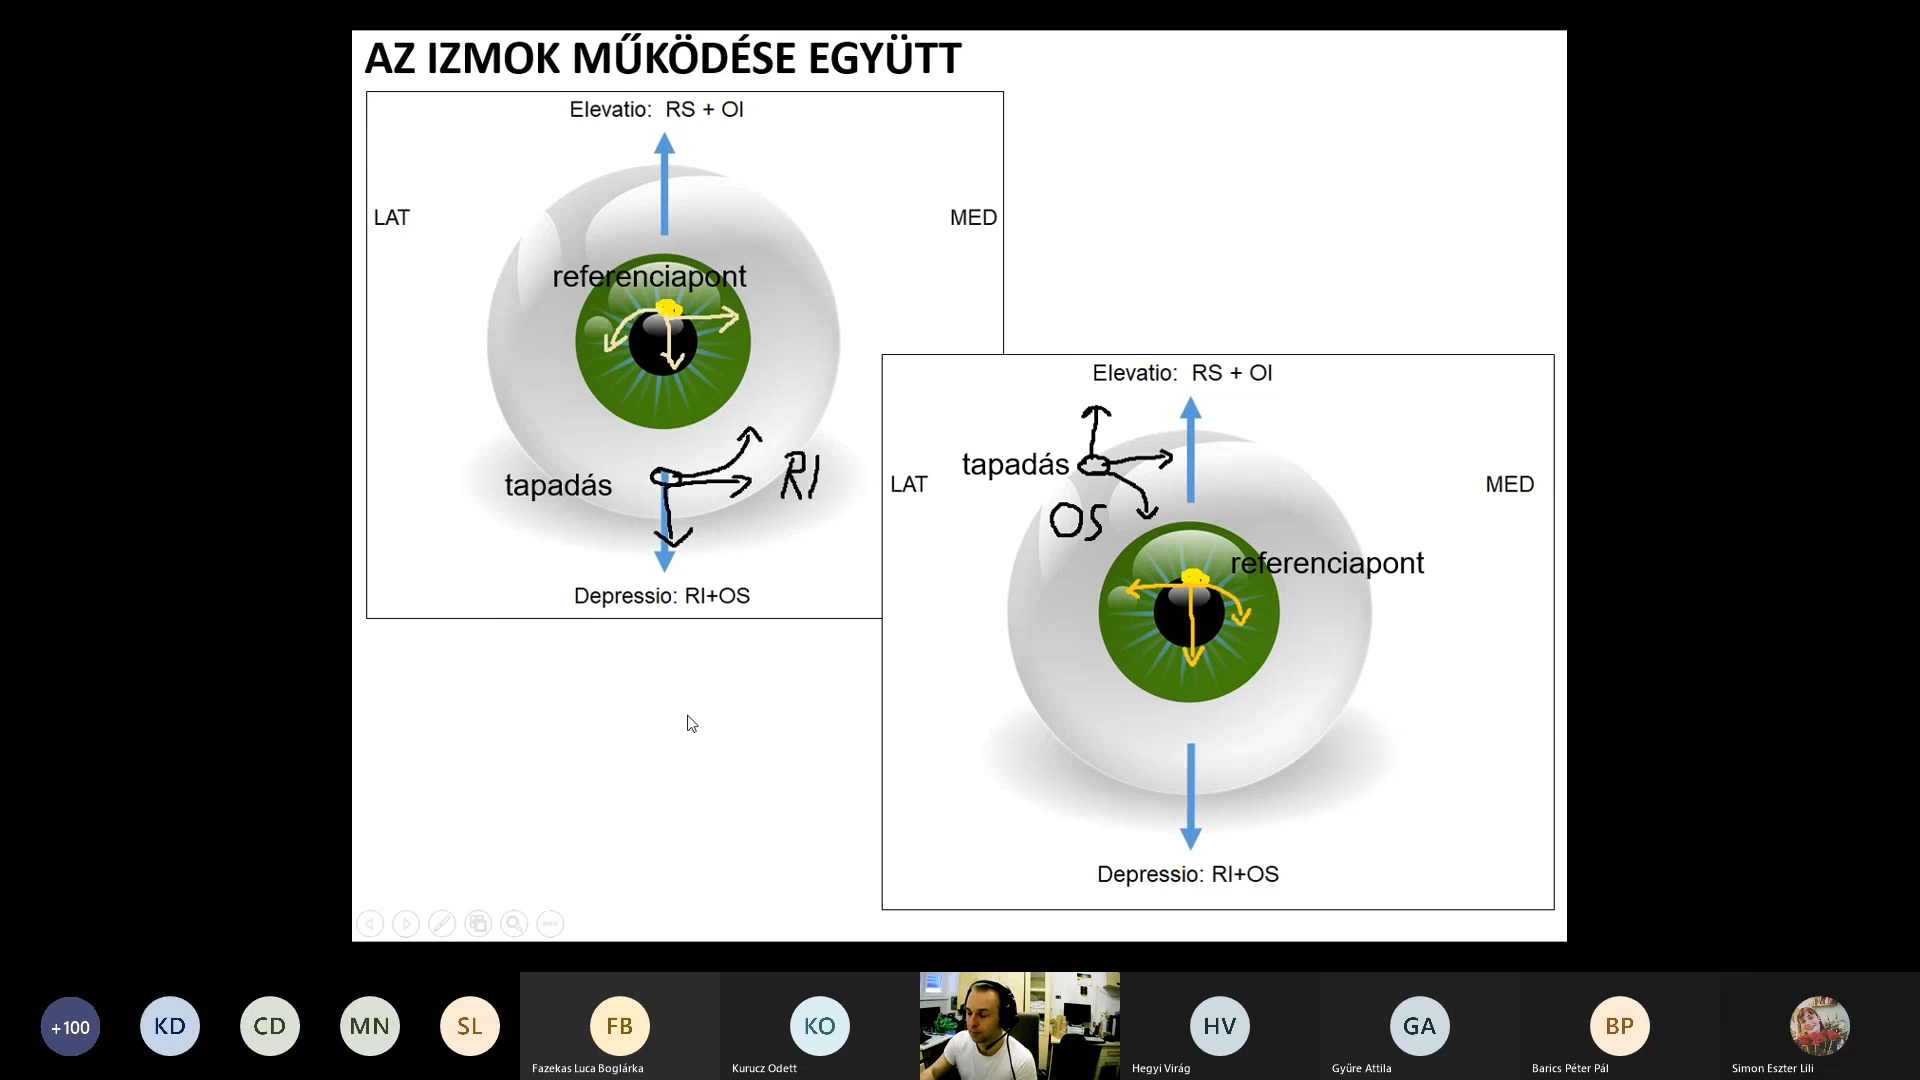 AZ IZMOK MŰKÖDÉSE EGYÜTT
Elevatio: RS + OI
LAT
MED
referenciapont
tapadás
RI
Depressio: RI+OS
Elevatio: RS + OI
tapadás
LAT
MED
OS
referenciapont
Depressio: RI+OS
+100
KD
CD
MN
SL
FB
Fazekas Luca Boglárka
KO
Kurucz Odett
HV
Hegyi Virág
GA
Gyüre Attila
BP
Barics Péter Pál
Simon Eszter Lili